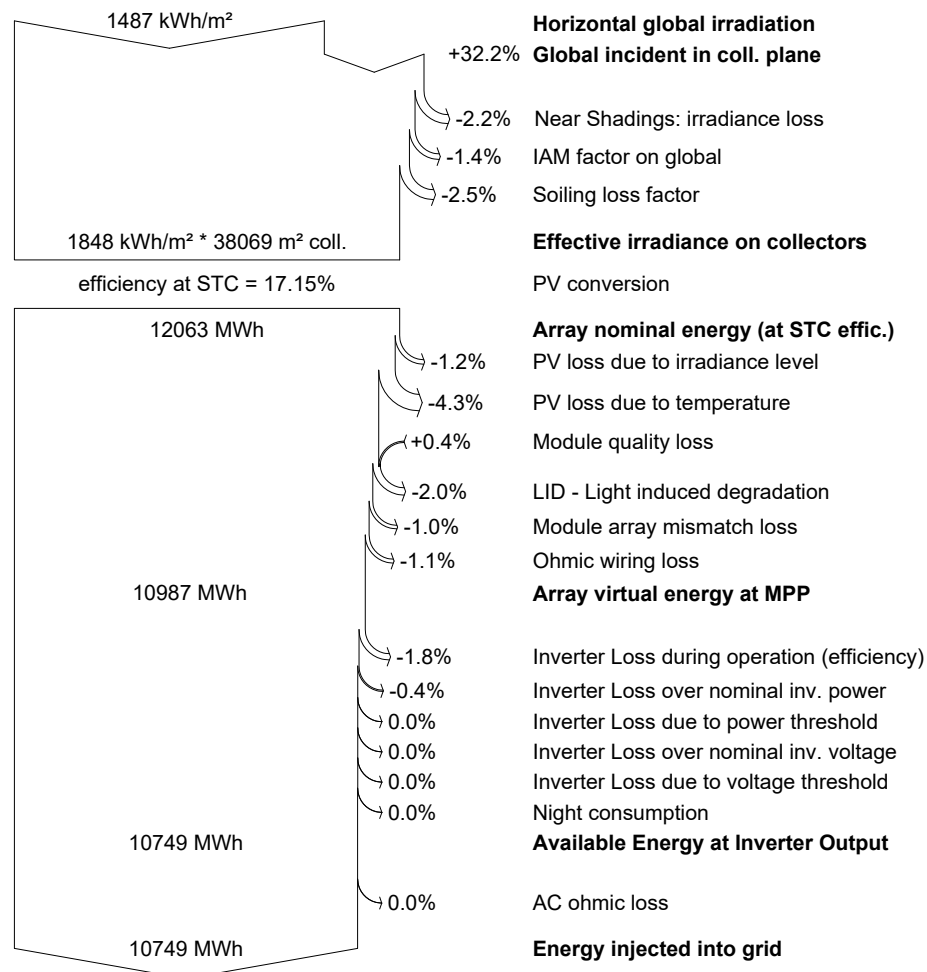 1487 kWh/m² Horizontal global irradiation
+32.2% Global incident in coll. plane
-2.2% Near Shadings: irradiance loss
-1.4% IAM factor on global
-2.5% Soiling loss factor
1848 kWh/m² * 38069 m² coll. Effective irradiance on collectors
efficiency at STC = 17.15% PV conversion
12063 MWh Array nominal energy (at STC effic.)
-1.2% PV loss due to irradiance level
-4.3% PV loss due to temperature
+0.4% Module quality loss
-2.0% LID - Light induced degradation
-1.0% Module array mismatch loss
-1.1% Ohmic wiring loss
10987 MWh Array virtual energy at MPP
-1.8% Inverter Loss during operation (efficiency)
-0.4% Inverter Loss over nominal inv. power
0.0% Inverter Loss due to power threshold
0.0% Inverter Loss over nominal inv. voltage
0.0% Inverter Loss due to voltage threshold
0.0% Night consumption
10749 MWh Available Energy at Inverter Output
0.0% AC ohmic loss
10749 MWh Energy injected into grid